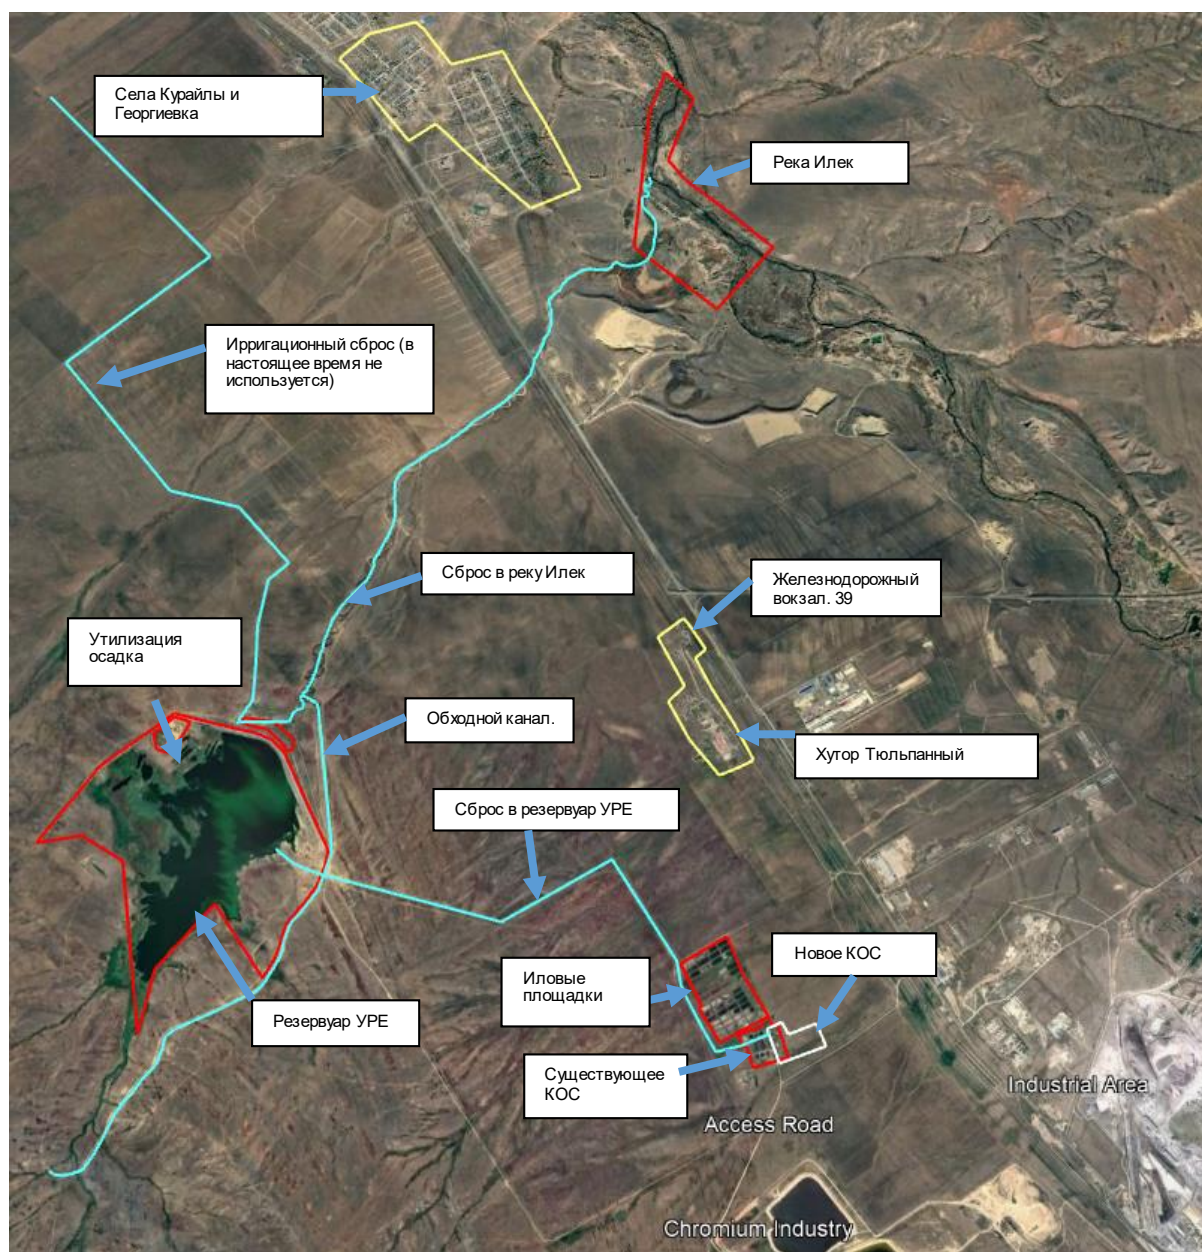 Села Курайлы и
Георгиевка
Река Илек
Ирригационный сброс (в
настоящее время не
используется)
Сброс в реку Илек
Железнодорожный
вокзал. 39
Утилизация
осадка
Обходной канал.
Хутор Тюльпанный
Сброс в резервуар УРЕ
Новое КОС
Иловые
площадки
Резервуар УРЕ
Существующее
КОС
Industrial Area
Access Road
Chromium Industry